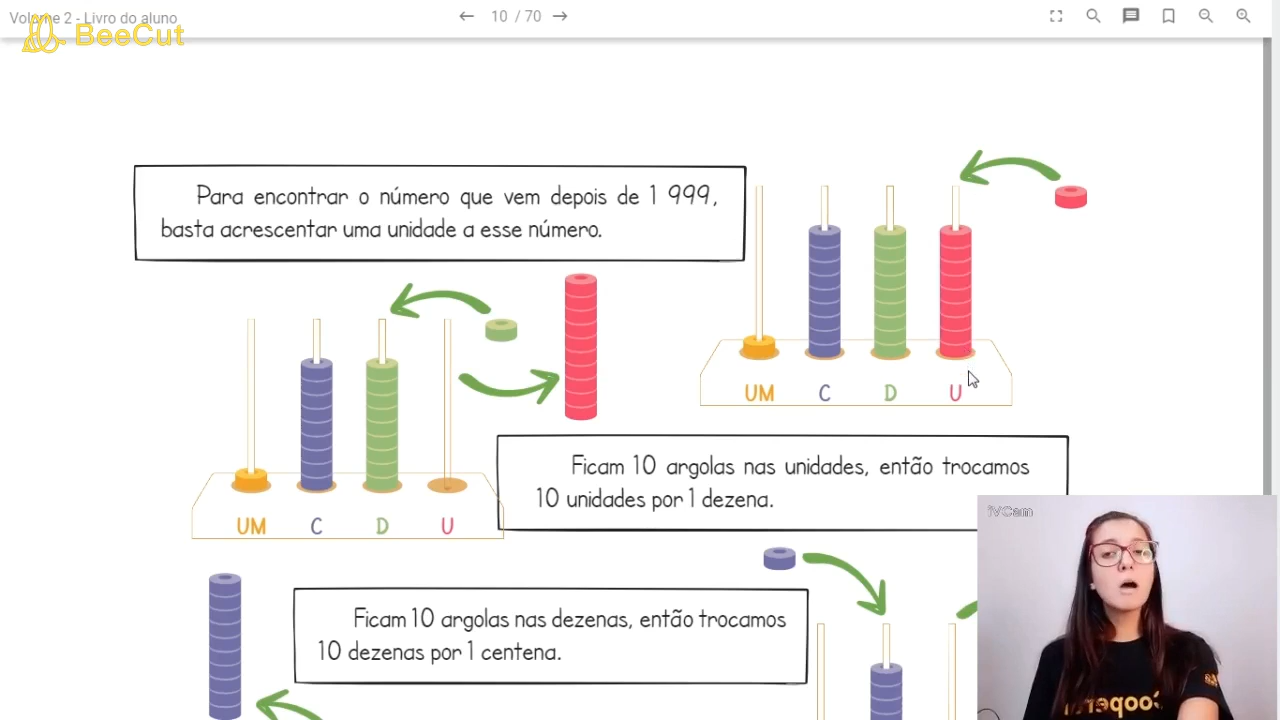 Volume 2 - Livro do aluno
10 / 70
BeeCut
Para encontrar o número que vem depois de 1 999,
basta acrescentar uma unidade a esse número.
UM C D U
Ficam 10 argolas nas unidades, então trocamos
10 unidades por 1 dezena.
UM C D U
iVCam
Ficam 10 argolas nas dezenas, então trocamos
10 dezenas por 1 centena.